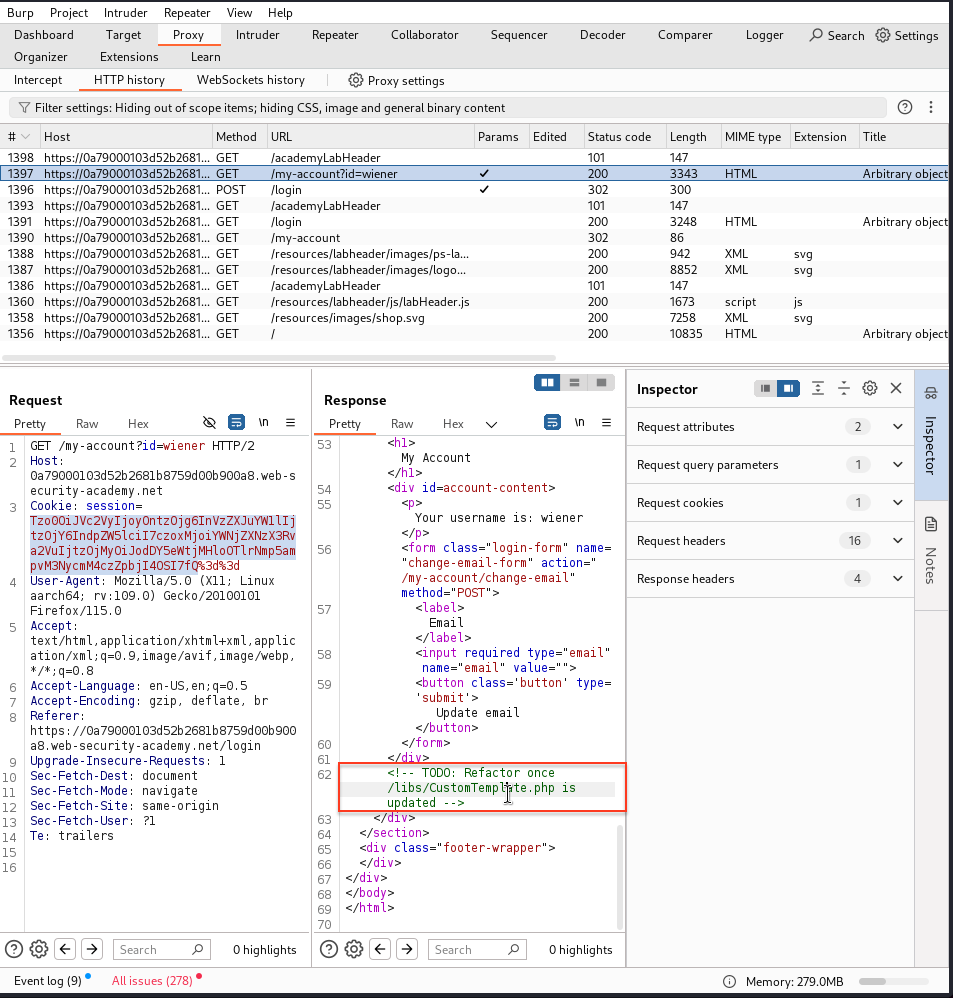 Burp Project Intruder Repeater View Help
Dashboard Target Proxy Intruder Repeater Collaborator Sequencer Decoder Comparer Logger Search Settings
Organizer Extensions Learn
Intercept HTTP history WebSockets history Proxy settings
Filter settings: Hiding out of scope items; hiding CSS, image and general binary content
# Host Method URL Params Edited Status code Length MIME type Extension Title
1398 https://0a79000103d52b2681... GET /academyLabHeader 101 147
1397 https://0a79000103d52b2681... GET /my-account?id=wiener ✓ 200 3343 HTML Arbitrary object
1396 https://0a79000103d52b2681... POST /login ✓ 302 300
1393 https://0a79000103d52b2681... GET /academyLabHeader 101 147
1391 https://0a79000103d52b2681... GET /login 200 3248 HTML Arbitrary object
1390 https://0a79000103d52b2681... GET /my-account 302 86
1388 https://0a79000103d52b2681... GET /resources/labheader/images/ps-la... 200 942 XML svg
1387 https://0a79000103d52b2681... GET /resources/labheader/images/logo... 200 8852 XML svg
1386 https://0a79000103d52b2681... GET /academyLabHeader 101 147
1360 https://0a79000103d52b2681... GET /resources/labheader/js/labHeader.js 200 1673 script js
1358 https://0a79000103d52b2681... GET /resources/images/shop.svg 200 7258 XML svg
1356 https://0a79000103d52b2681... GET / 200 10835 HTML Arbitrary object
Request
Pretty Raw Hex \n
1 GET /my-account?id=wiener HTTP/2
2 Host:
0a79000103d52b2681b8759d00b900a8.web-s
ecurity-academy.net
3 Cookie: session=
TzooOiJVc2VyIjoyOntzOjg6InVzZXJuYW1lIj
tzOjY6IndpZW5lciI7czoxMjoiYWNjZXNzX3Rv
a2VuIjtzOjMyOiJodDY5eWtjMHloOTlrNmp5am
pvM3NycmM4czZpbjI4OSI7fQ%3d%3d
4 User-Agent: Mozilla/5.0 (X11; Linux
aarch64; rv:109.0) Gecko/20100101
Firefox/115.0
5 Accept:
text/html,application/xhtml+xml,applic
ation/xml;q=0.9,image/avif,image/webp,
*/*;q=0.8
6 Accept-Language: en-US,en;q=0.5
7 Accept-Encoding: gzip, deflate, br
8 Referer:
https://0a79000103d52b2681b8759d00b900
a8.web-security-academy.net/login
9 Upgrade-Insecure-Requests: 1
10 Sec-Fetch-Dest: document
11 Sec-Fetch-Mode: navigate
12 Sec-Fetch-Site: same-origin
13 Sec-Fetch-User: ?1
14 Te: trailers
15
16
Search 0 highlights
Response
Pretty Raw Hex \n
53 <h1>
My Account
</h1>
54 <div id=account-content>
55 <p>
Your username is: wiener
</p>
56 <form class="login-form" name=
"change-email-form" action="
/my-account/change-email"
method="POST">
57 <label>
Email
</label>
58 <input required type="email"
name="email" value="">
59 <button class='button' type=
'submit'>
Update email
</button>
60 </form>
61 </div>
62 <!-- TODO: Refactor once
/libs/CustomTemplate.php is
updated -->
63 </div>
64 </section>
65 <div class="footer-wrapper">
66 </div>
67 </div>
68 </body>
69 </html>
70
Search 0 highlights
Inspector
Request attributes 2
Request query parameters 1
Request cookies 1
Request headers 16
Response headers 4
Inspector
Notes
Event log (9) All issues (278) Memory: 279.0MB